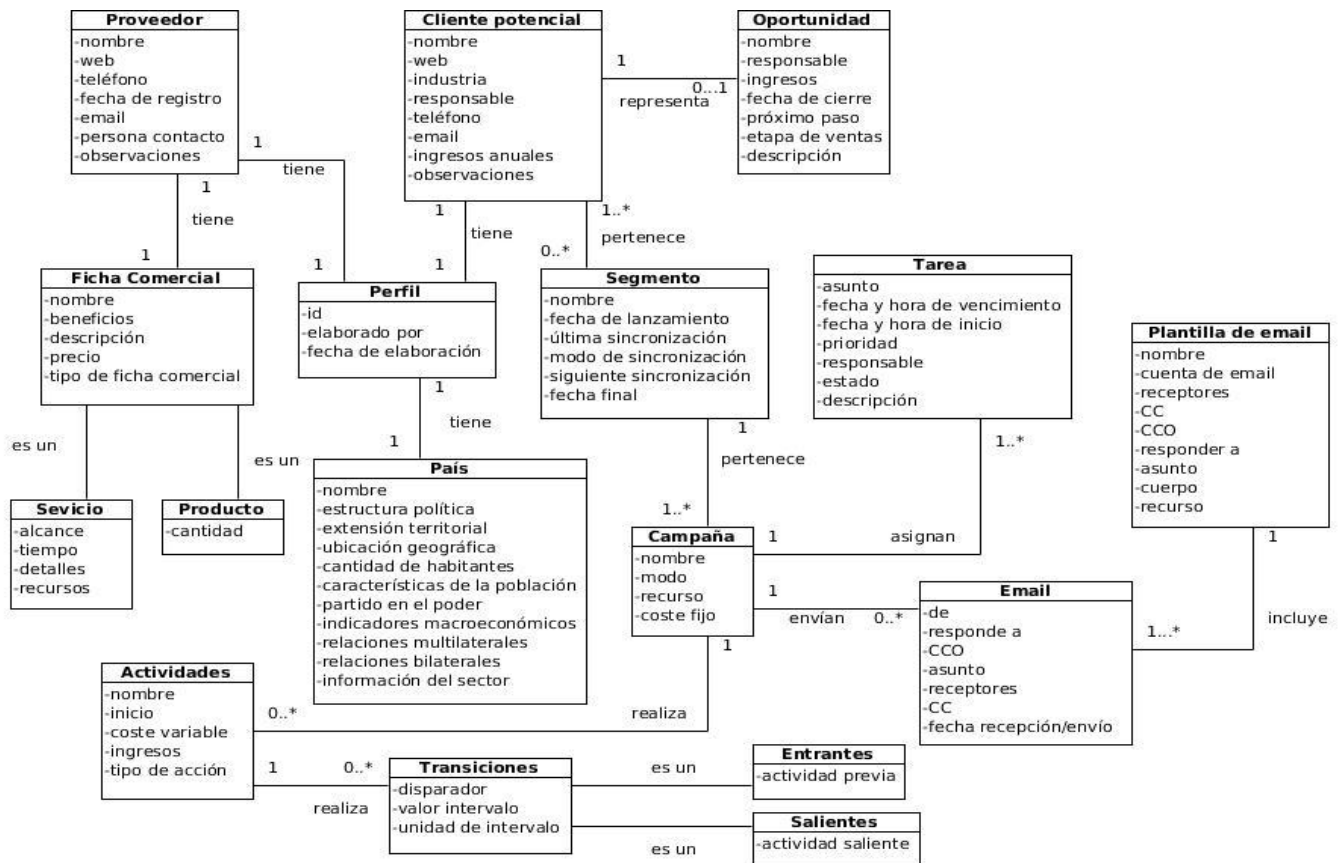 Proveedor
-nombre
-web
-teléfono
-fecha de registro
-email
-persona contacto
-observaciones
Cliente potencial
-nombre
-web
-industria
-responsable
-teléfono
-email
-ingresos anuales
-observaciones
Oportunidad
-nombre
-responsable
-ingresos
-fecha de cierre
-próximo paso
-etapa de ventas
-descripción
1
0...1
representa
1
tiene
1
1
tiene
1
1
tiene
1
1
1..*
pertenece
0..*
Ficha Comercial
-nombre
-beneficios
-descripción
-precio
-tipo de ficha comercial
Perfil
-id
-elaborado por
-fecha de elaboración
Segmento
-nombre
-fecha de lanzamiento
-última sincronización
-modo de sincronización
-siguiente sincronización
-fecha final
Tarea
-asunto
-fecha y hora de vencimiento
-fecha y hora de inicio
-prioridad
-responsable
-estado
-descripción
Plantilla de email
-nombre
-cuenta de email
-receptores
-CC
-CCO
-responder a
-asunto
-cuerpo
-recurso
es un
es un
1
tiene
1
1
pertenece
1..*
1..*
asignan
1
Sevicio
-alcance
-tiempo
-detalles
-recursos
Producto
-cantidad
País
-nombre
-estructura política
-extensión territorial
-ubicación geográfica
-cantidad de habitantes
-características de la población
-partido en el poder
-indicadores macroeconómicos
-relaciones multilaterales
-relaciones bilaterales
-información del sector
Campaña
-nombre
-modo
-recurso
-coste fijo
1
envían
0..*
Email
-de
-responde a
-CCO
-asunto
-receptores
-CC
-fecha recepción/envío
1
incluye
1...*
1
realiza
0..*
Actividades
-nombre
-inicio
-coste variable
-ingresos
-tipo de acción
1
0..*
realiza
Transiciones
-disparador
-valor intervalo
-unidad de intervalo
es un
Entrantes
-actividad previa
es un
Salientes
-actividad saliente